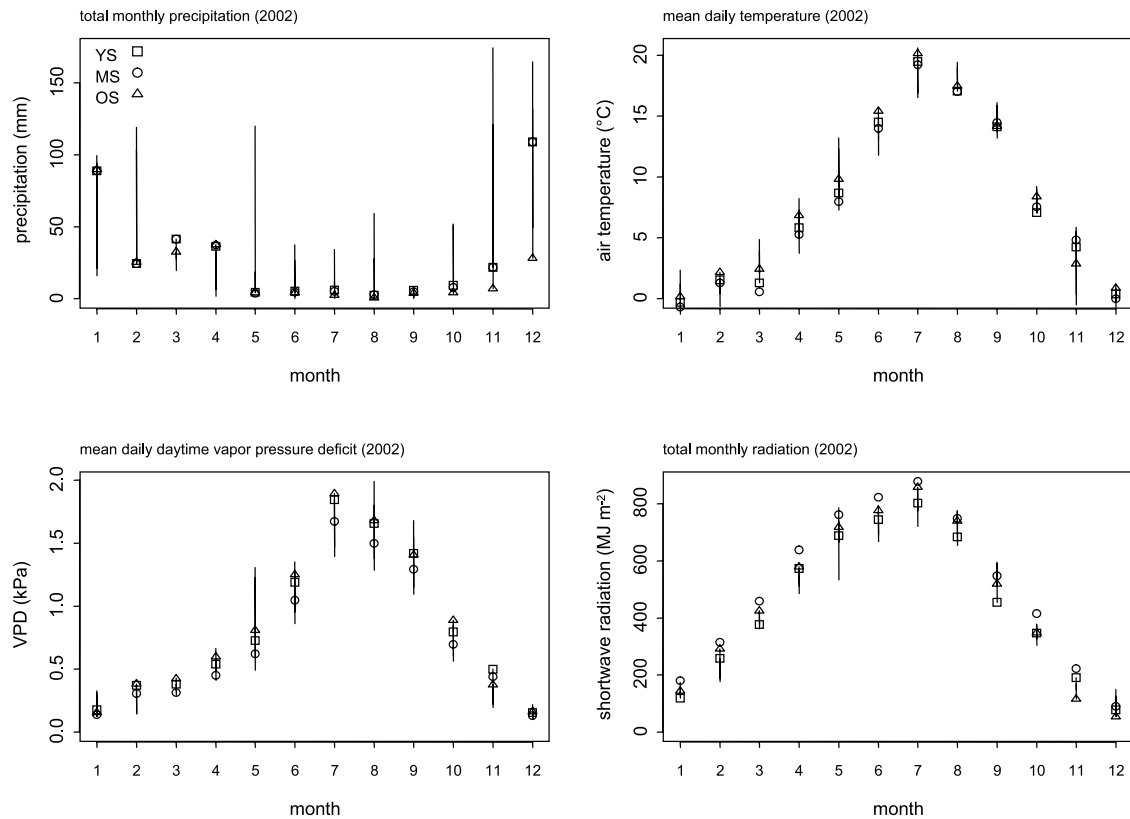 total monthly precipitation (2002)
precipitation (mm)
150
100
50
0
YS
MS
OS
1 2 3 4 5 6 7 8 9 10 11 12
month
mean daily temperature (2002)
air temperature (°C)
20
15
10
5
0
1 2 3 4 5 6 7 8 9 10 11 12
month
mean daily daytime vapor pressure deficit (2002)
VPD (kPa)
2.0
1.5
1.0
0.5
0.0
1 2 3 4 5 6 7 8 9 10 11 12
month
total monthly radiation (2002)
shortwave radiation (MJ m-2)
800
600
400
200
0
1 2 3 4 5 6 7 8 9 10 11 12
month